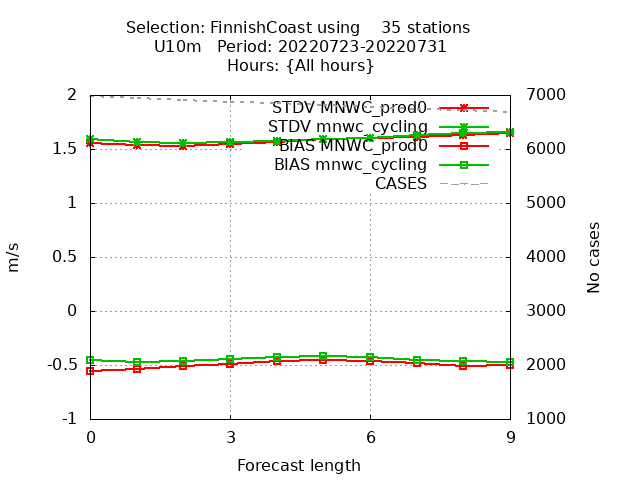 Selection: FinnishCoast using    35 stations
U10m   Period: 20220723-20220731
Hours: {All hours}
STDV MNWC_prod0
STDV mnwc_cycling
BIAS MNWC_prod0
BIAS mnwc_cycling
CASES
2
1.5
1
0.5
0
-0.5
-1
7000
6000
5000
4000
3000
2000
1000
m/s
No cases
0
3
6
9
Forecast length